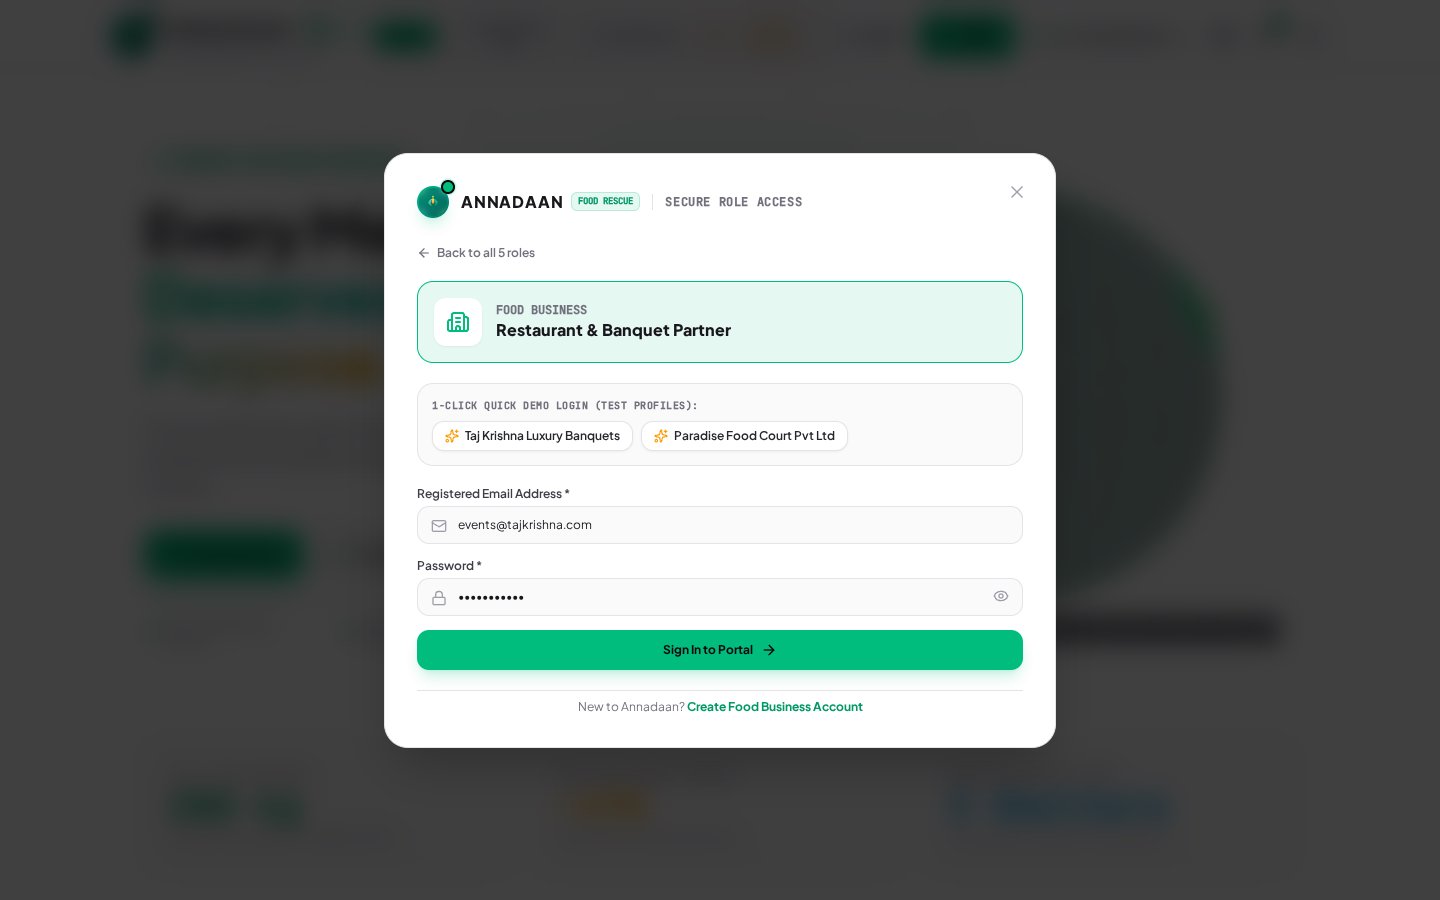 ANNADAAN FOOD RESCUE SECURE ROLE ACCESS
Back to all 5 roles
FOOD BUSINESS
Restaurant & Banquet Partner
1-CLICK QUICK DEMO LOGIN (TEST PROFILES):
Taj Krishna Luxury Banquets Paradise Food Court Pvt Ltd
Registered Email Address *
events@tajkrishna.com
Password *
•••••••••••
Sign In to Portal
New to Annadaan? Create Food Business Account